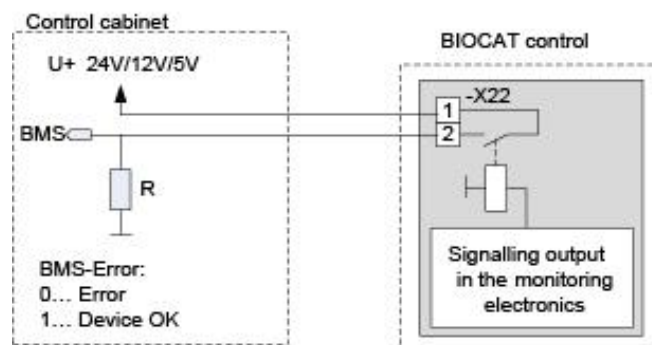 Control cabinet
U+ 24V/12V/5V
BMS
R
BMS-Error:
0... Error
1... Device OK
BIOCAT control
-X22
1
2
Signalling output
in the monitoring
electronics